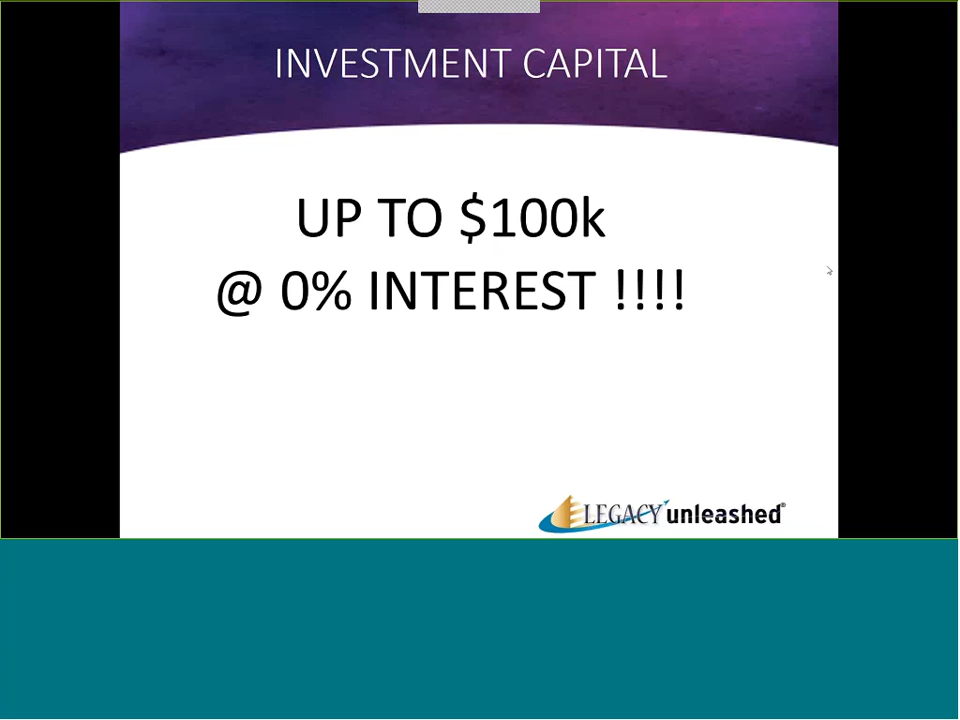 INVESTMENT CAPITAL
UP TO $100k
@ 0% INTEREST !!!!
LEGACY unleashed®